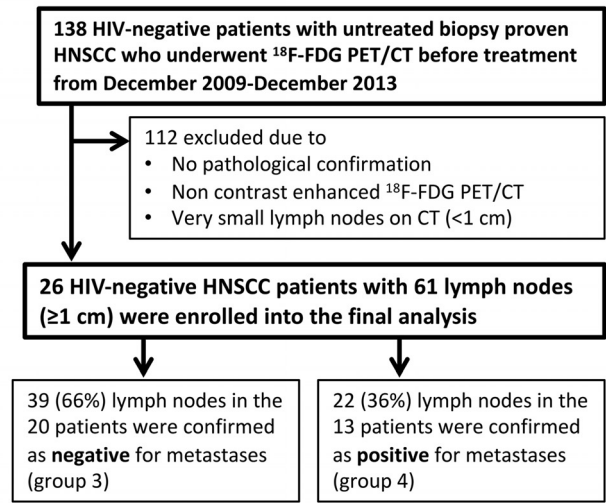 138 HIV-negative patients with untreated biopsy proven
HNSCC who underwent ¹⁸F-FDG PET/CT before treatment
from December 2009-December 2013
112 excluded due to
• No pathological confirmation
• Non contrast enhanced ¹⁸F-FDG PET/CT
• Very small lymph nodes on CT (<1 cm)
26 HIV-negative HNSCC patients with 61 lymph nodes
(≥1 cm) were enrolled into the final analysis
39 (66%) lymph nodes in the
20 patients were confirmed
as negative for metastases
(group 3)
22 (36%) lymph nodes in the
13 patients were confirmed
as positive for metastases
(group 4)